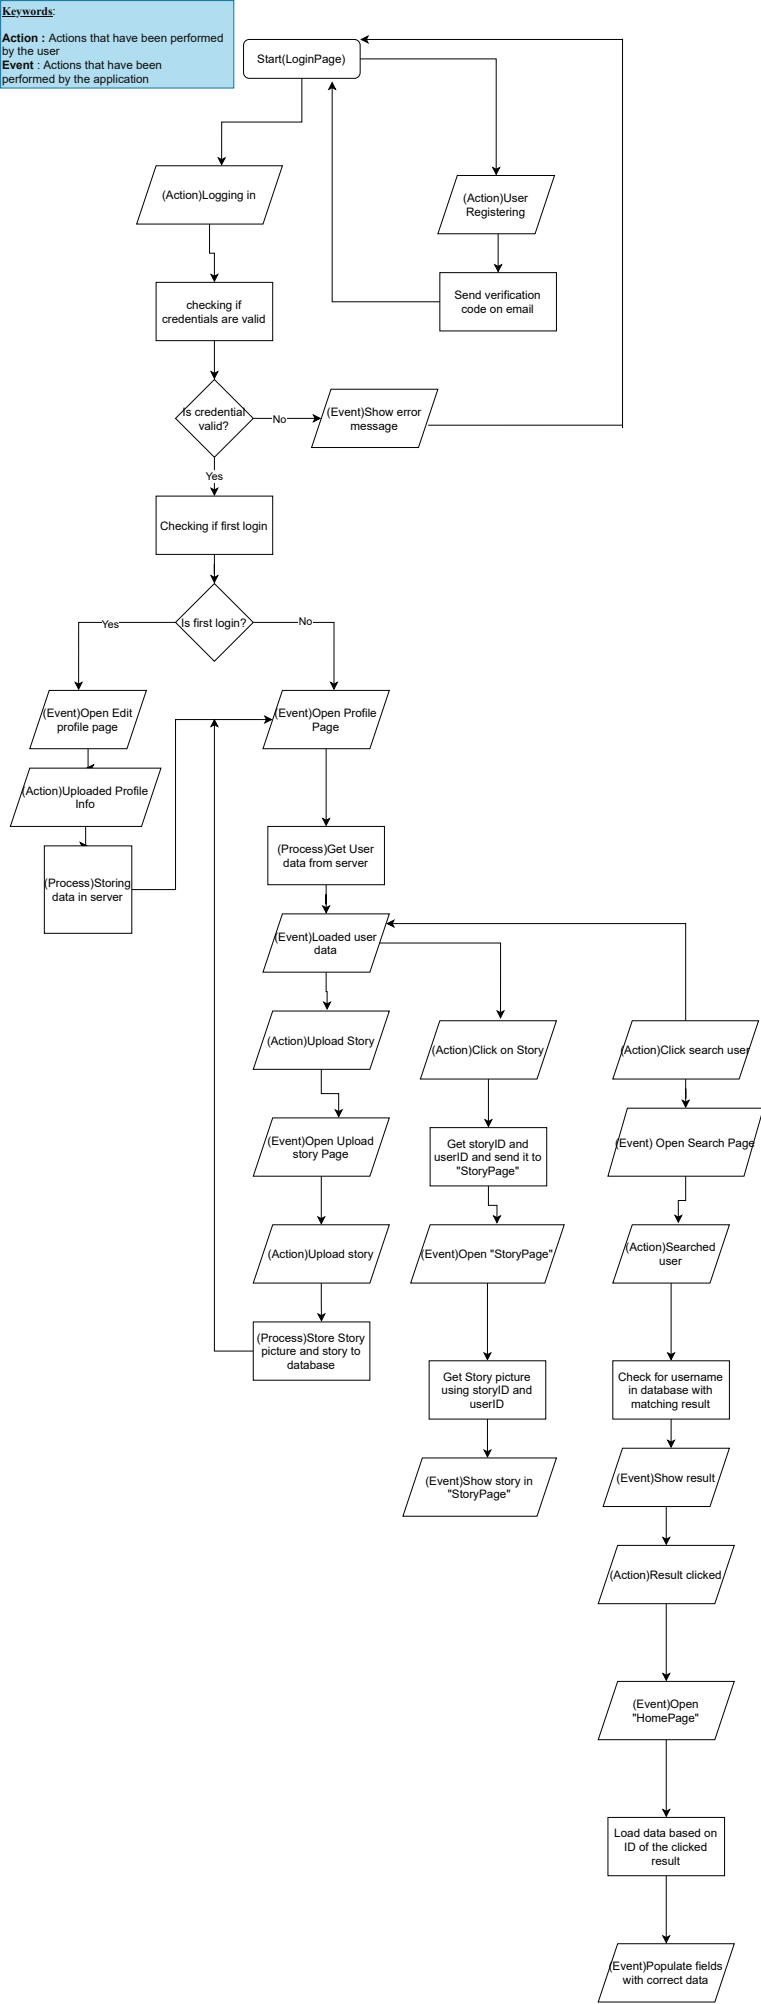 Keywords:
Action : Actions that have been performed
by the user
Event : Actions that have been
performed by the application
Start(LoginPage)
(Action)Logging in
(Action)User
Registering
checking if
credentials are valid
Send verification
code on email
Is credential
valid?
No
(Event)Show error
message
Yes
Checking if first login
Is first login?
Yes
No
(Event)Open Edit
profile page
(Event)Open Profile
Page
(Action)Uploaded Profile
Info
(Process)Storing
data in server
(Process)Get User
data from server
(Event)Loaded user
data
(Action)Upload Story
(Action)Click on Story
(Action)Click search user
(Event)Open Upload
story Page
Get storyID and
userID and send it to
"StoryPage"
(Event) Open Search Page
(Action)Upload story
(Event)Open "StoryPage"
(Action)Searched
user
(Process)Store Story
picture and story to
database
Get Story picture
using storyID and
userID
Check for username
in database with
matching result
(Event)Show story in
"StoryPage"
(Event)Show result
(Action)Result clicked
(Event)Open
"HomePage"
Load data based on
ID of the clicked
result
(Event)Populate fields
with correct data